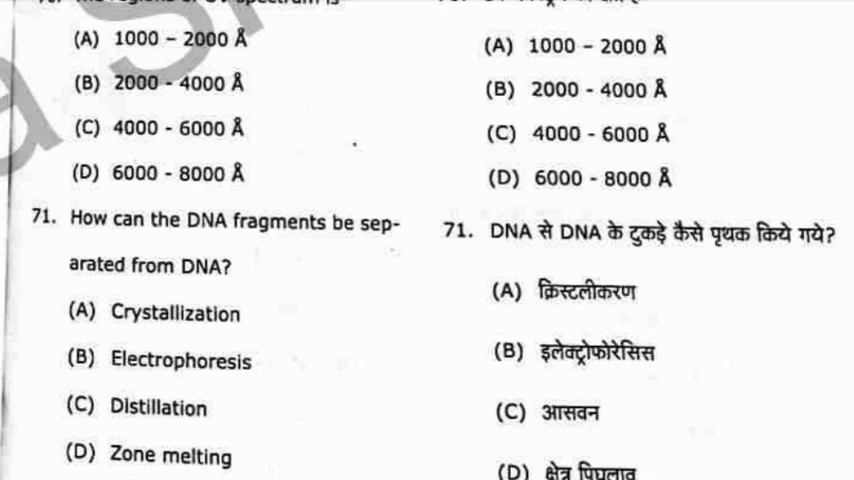 (A) 1000 – 2000 Å
(B) 2000 - 4000 Å
(C) 4000 - 6000 Å
(D) 6000 - 8000 Å
71. How can the DNA fragments be sep-
arated from DNA?
(A) Crystallization
(B) Electrophoresis
(C) Distillation
(D) Zone melting
(A) 1000 – 2000 Å
(B) 2000 - 4000 Å
(C) 4000 - 6000 Å
(D) 6000 - 8000 Å
71. DNA से DNA के टुकड़े कैसे पृथक किये गये?
(A) क्रिस्टलीकरण
(B) इलेक्ट्रोफोरेसिस
(C) आसवन
(D) क्षेत्र पिघलाव